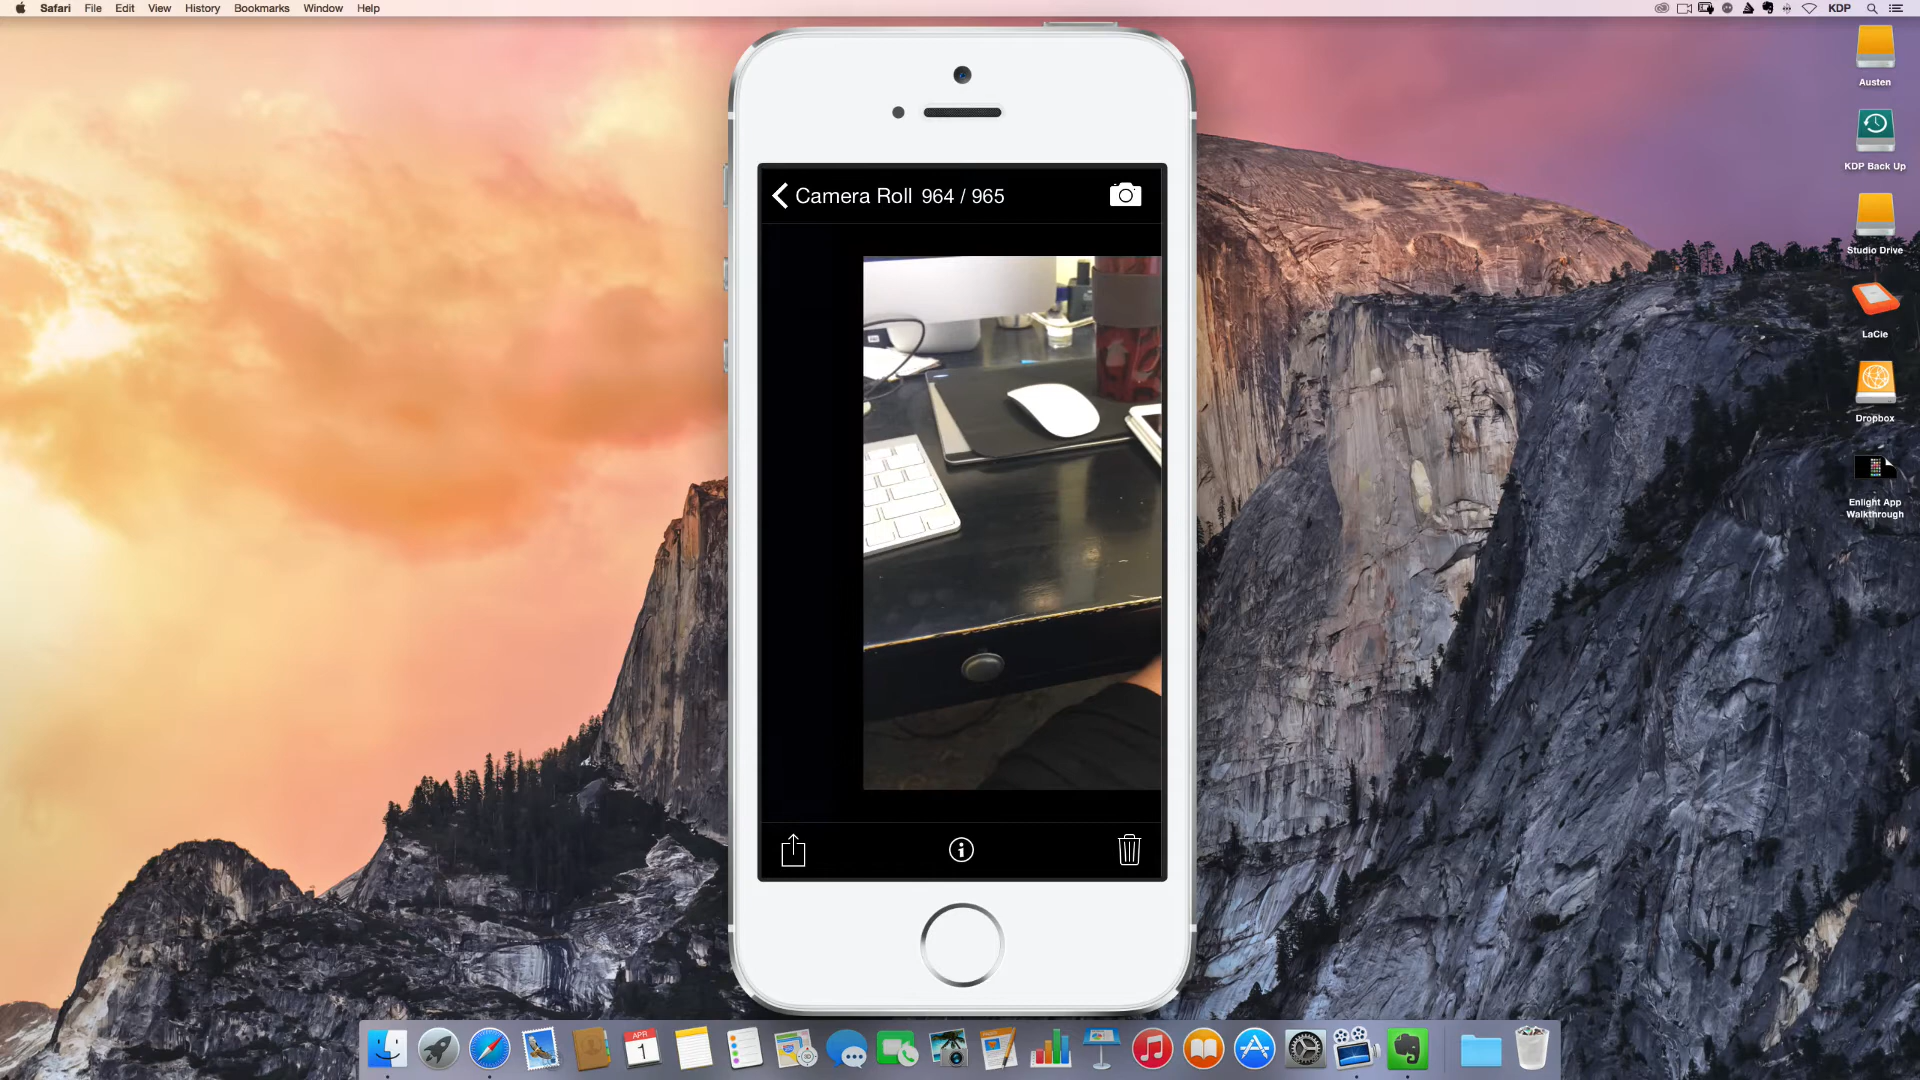 Safari File Edit View History Bookmarks Window Help KDP
Austen
KDP Back Up
Studio Drive
LaCie
Dropbox
Enlight App
Walkthrough
Camera Roll 964 / 965
APR
1